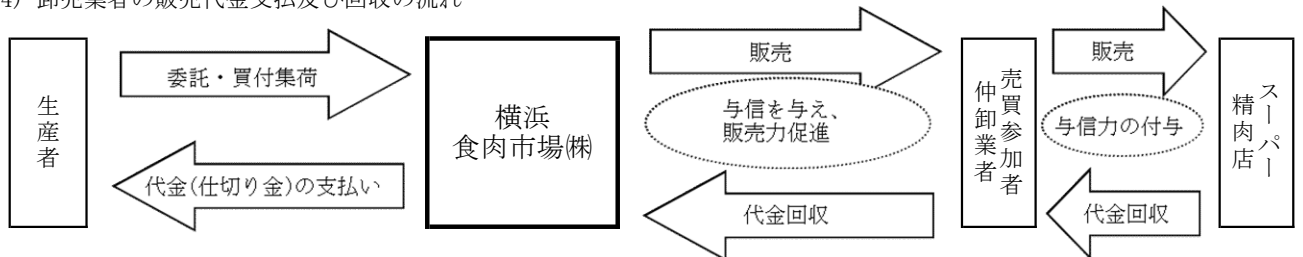 4) 卸売業者の販売代金支払及び回収の流れ
生産者
委託・買付集荷
代金(仕切り金)の支払い
横浜
食肉市場㈱
販売
与信を与え、
販売力促進
代金回収
売買参加者
仲卸業者
販売
与信力の付与
代金回収
スーパー
精肉店